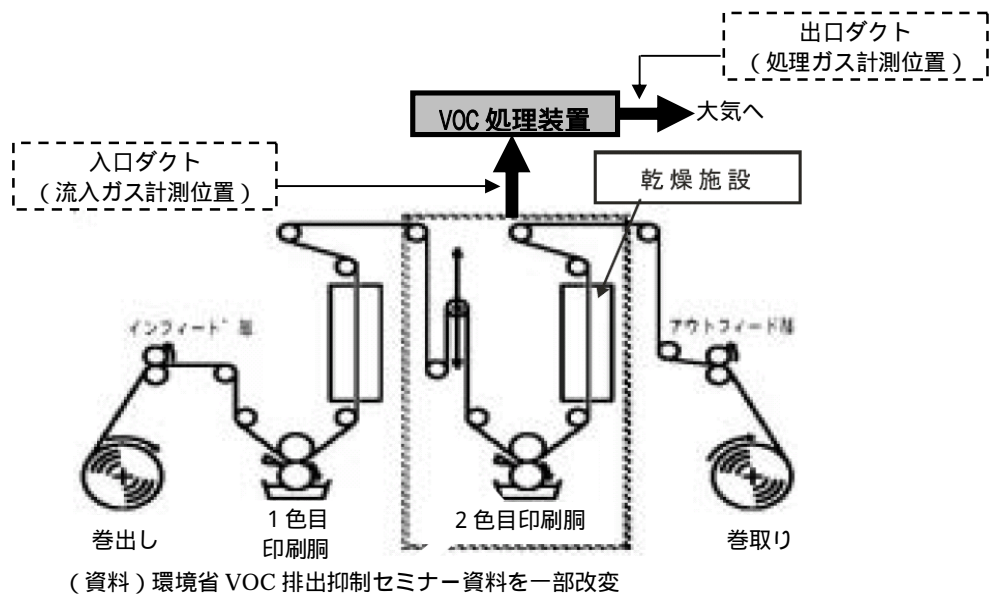 出口ダクト
（処理ガス計測位置）
VOC 処理装置
大気へ
入口ダクト
（流入ガス計測位置）
乾燥施設
インフィード部
アウトフィード部
1 色目
印刷胴
2 色目印刷胴
巻出し
巻取り
（資料）環境省 VOC 排出抑制セミナー資料を一部改変